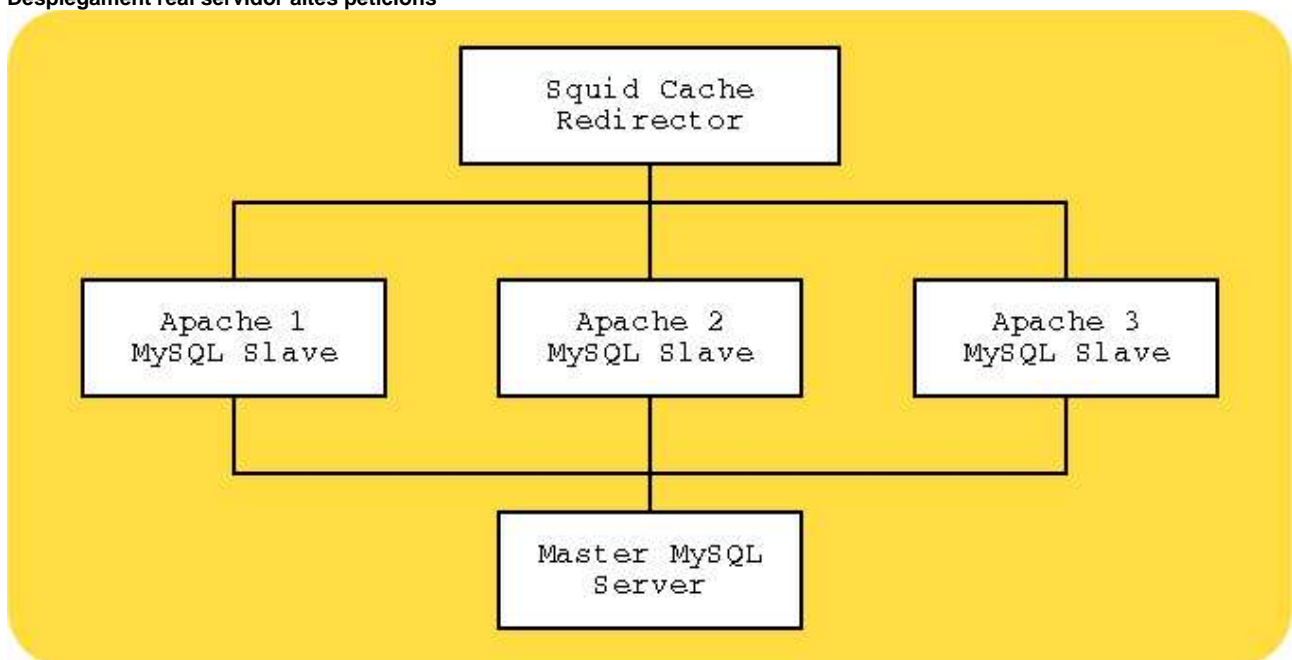 Desplegament real servidor altes peticions
Squid Cache
Redirector
Apache 1
MySQL Slave
Apache 2
MySQL Slave
Apache 3
MySQL Slave
Master MySQL
Server